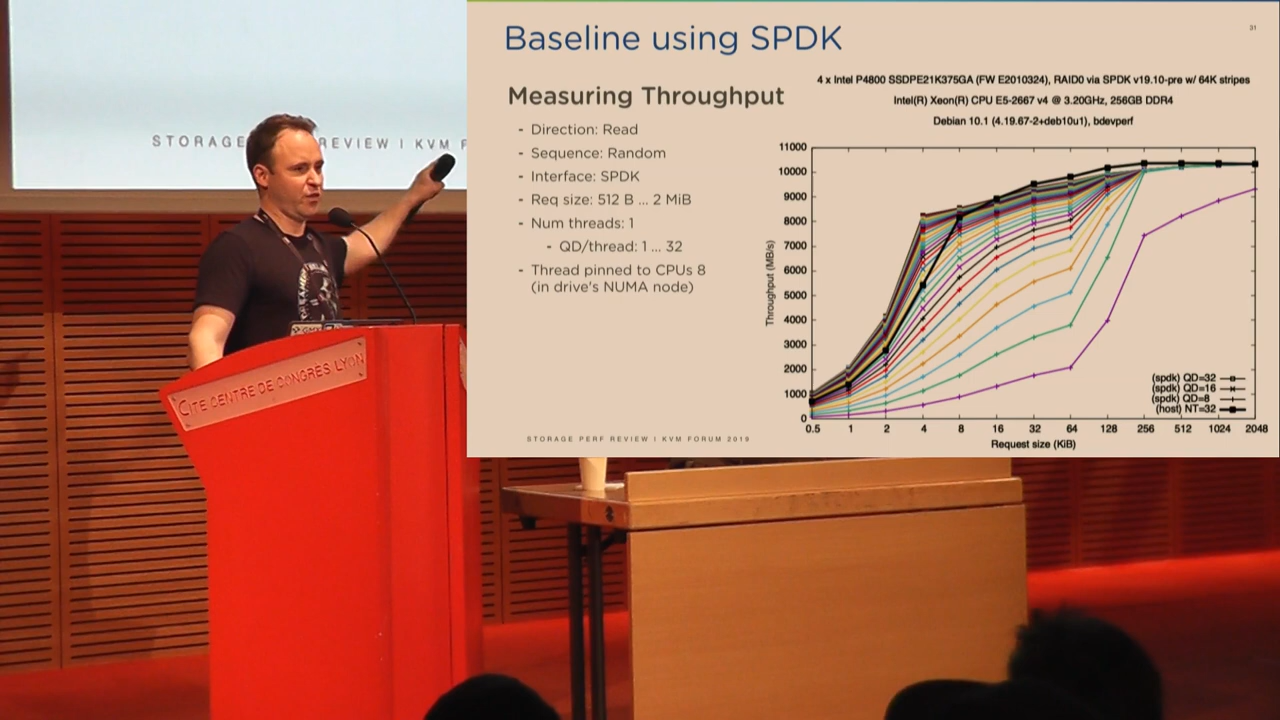 Baseline using SPDK
31
Measuring Throughput
- Direction: Read
- Sequence: Random
- Interface: SPDK
- Req size: 512 B ... 2 MiB
- Num threads: 1
- QD/thread: 1 ... 32
- Thread pinned to CPUs 8
(in drive's NUMA node)
4 x Intel P4800 SSDPE21K375GA (FW E2010324), RAID0 via SPDK v19.10-pre w/ 64K stripes
Intel(R) Xeon(R) CPU E5-2667 v4 @ 3.20GHz, 256GB DDR4
Debian 10.1 (4.19.67-2+deb10u1), bdevperf
Throughput (MB/s)
11000
10000
9000
8000
7000
6000
5000
4000
3000
2000
1000
0
(spdk) QD=32
(spdk) QD=16
(spdk) QD=8
(host) NT=32
0.5 1 2 4 8 16 32 64 128 256 512 1024 2048
Request size (KiB)
STORAGE PERF REVIEW | KVM FORUM 2019
STORAGE REVIEW | KVM F
CITE CENTRE DE CONGRES LYON